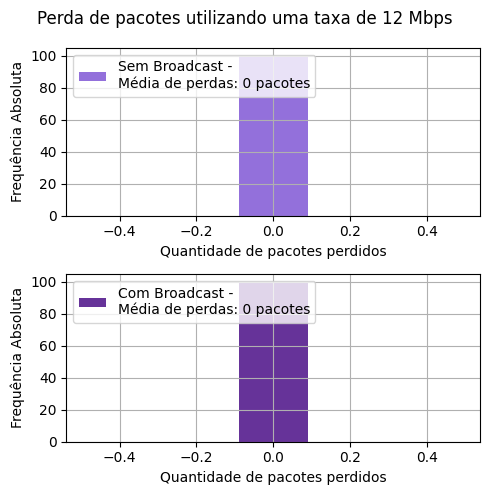 Perda de pacotes utilizando uma taxa de 12 Mbps
Frequência Absoluta
100
80
60
40
20
0
Sem Broadcast -
Média de perdas: 0 pacotes
−0.4 −0.2 0.0 0.2 0.4
Quantidade de pacotes perdidos
Frequência Absoluta
100
80
60
40
20
0
Com Broadcast -
Média de perdas: 0 pacotes
−0.4 −0.2 0.0 0.2 0.4
Quantidade de pacotes perdidos